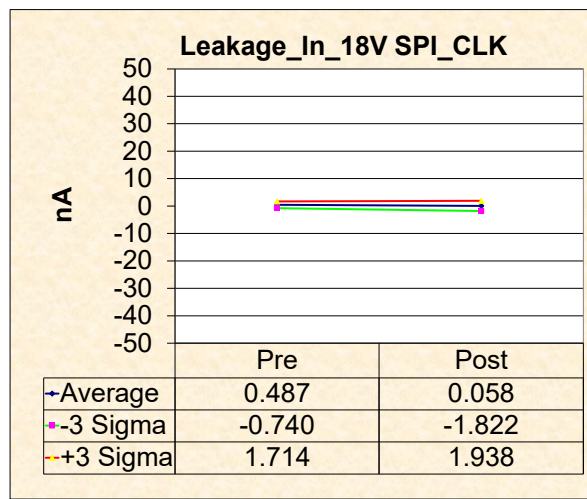 Leakage_In_18V SPI_CLK
50
40
30
20
10
0
-10
-20
-30
-40
-50
nA
Pre Post
Average 0.487 0.058
-3 Sigma -0.740 -1.822
+3 Sigma 1.714 1.938